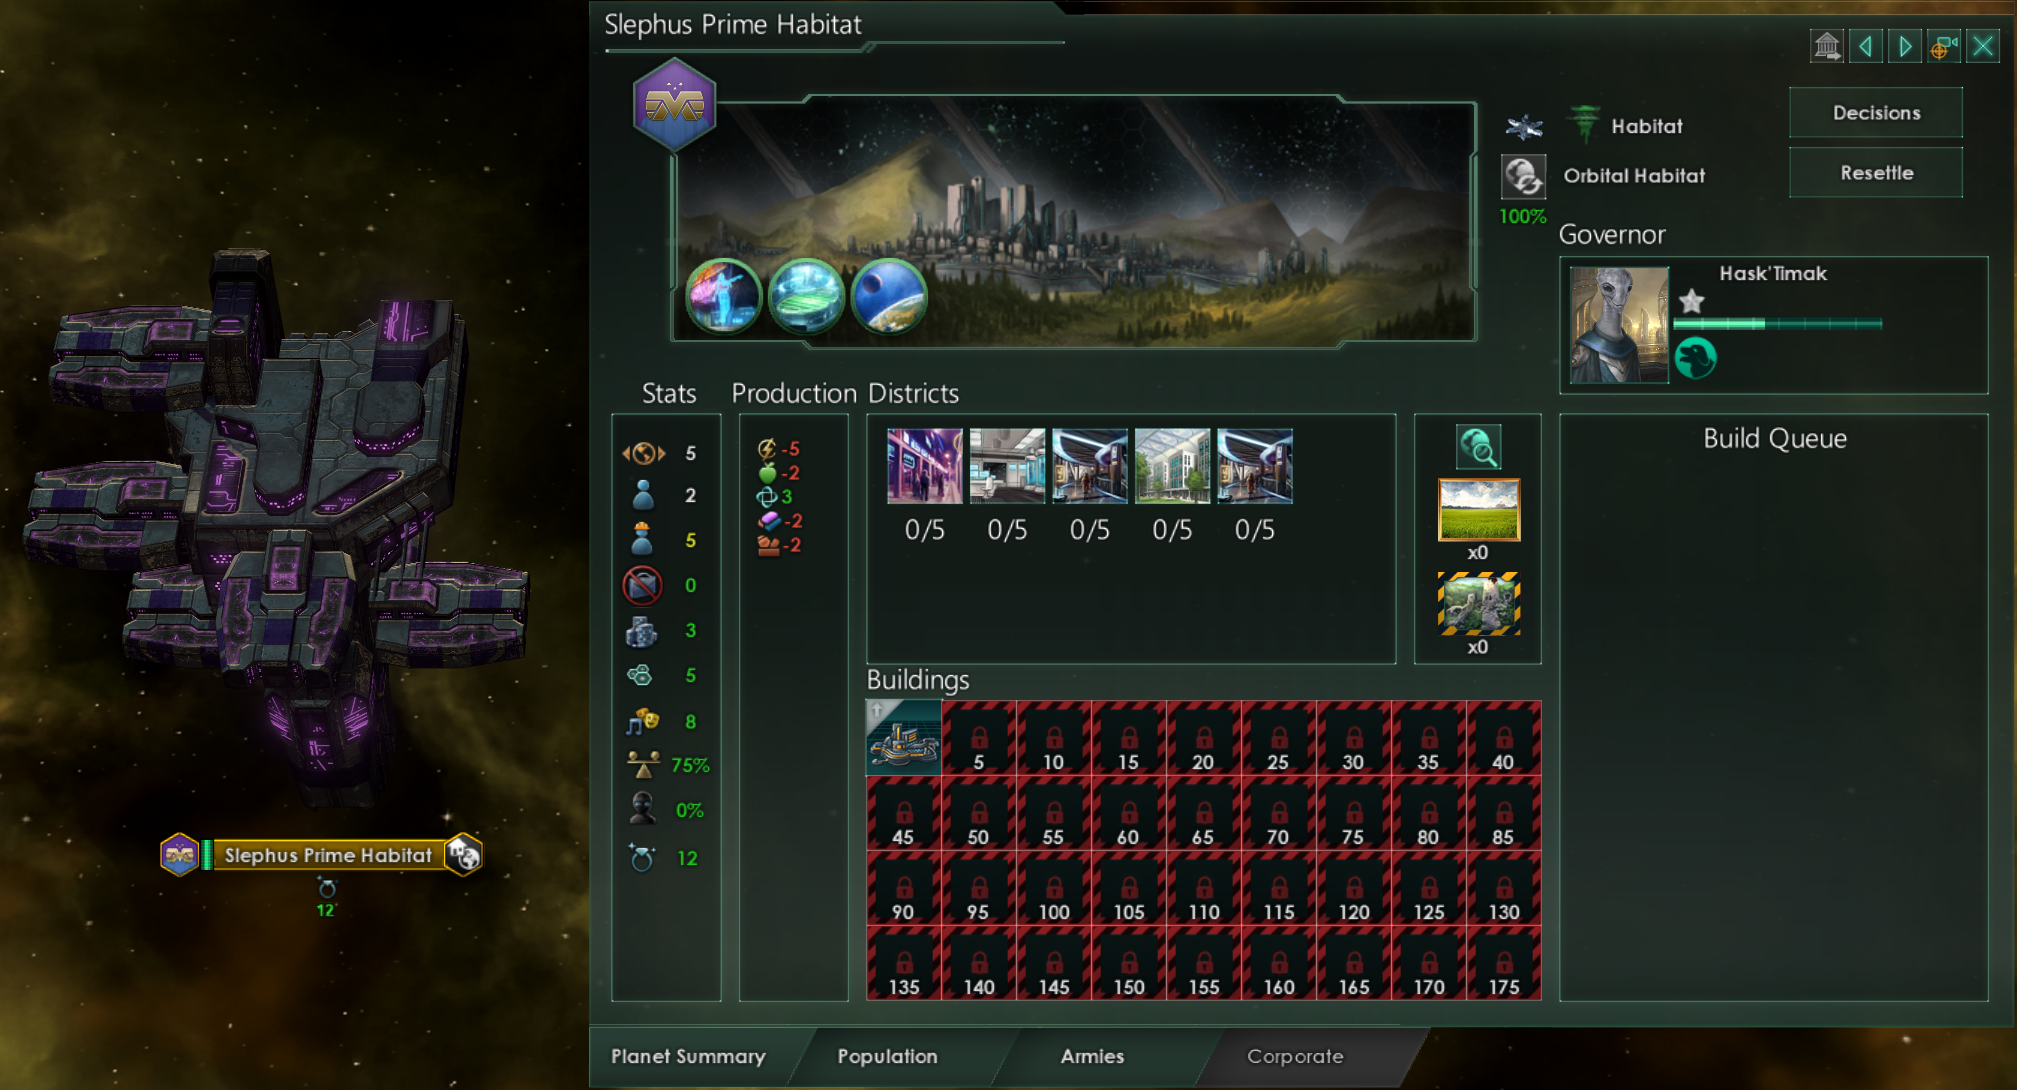 Slephus Prime Habitat
Habitat
Orbital Habitat
100%
Decisions
Resettle
Governor
Hask'Timak
Stats
Production
Districts
5
2
5
0
3
5
8
75%
0%
12
-5
-2
3
-2
-2
0/5 0/5 0/5 0/5 0/5
x0
x0
Build Queue
Buildings
5 10 15 20 25 30 35 40
45 50 55 60 65 70 75 80 85
90 95 100 105 110 115 120 125 130
135 140 145 150 155 160 165 170 175
Slephus Prime Habitat
12
Planet Summary Population Armies Corporate